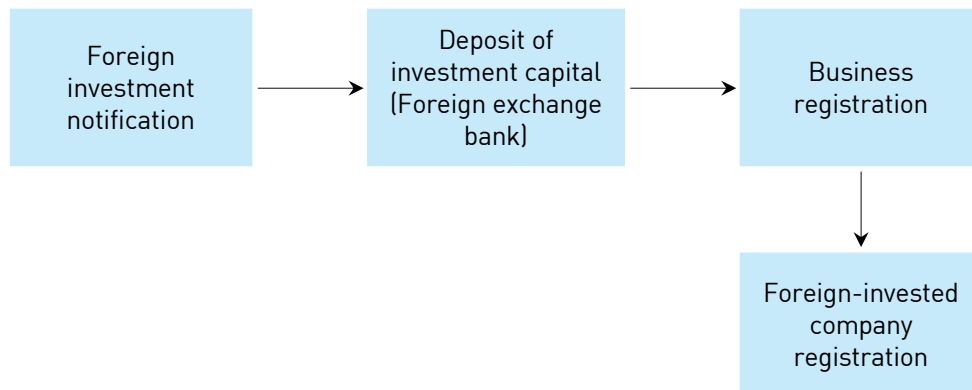 Foreign
investment
notification
Deposit of
investment capital
(Foreign exchange
bank)
Business
registration
Foreign-invested
company
registration